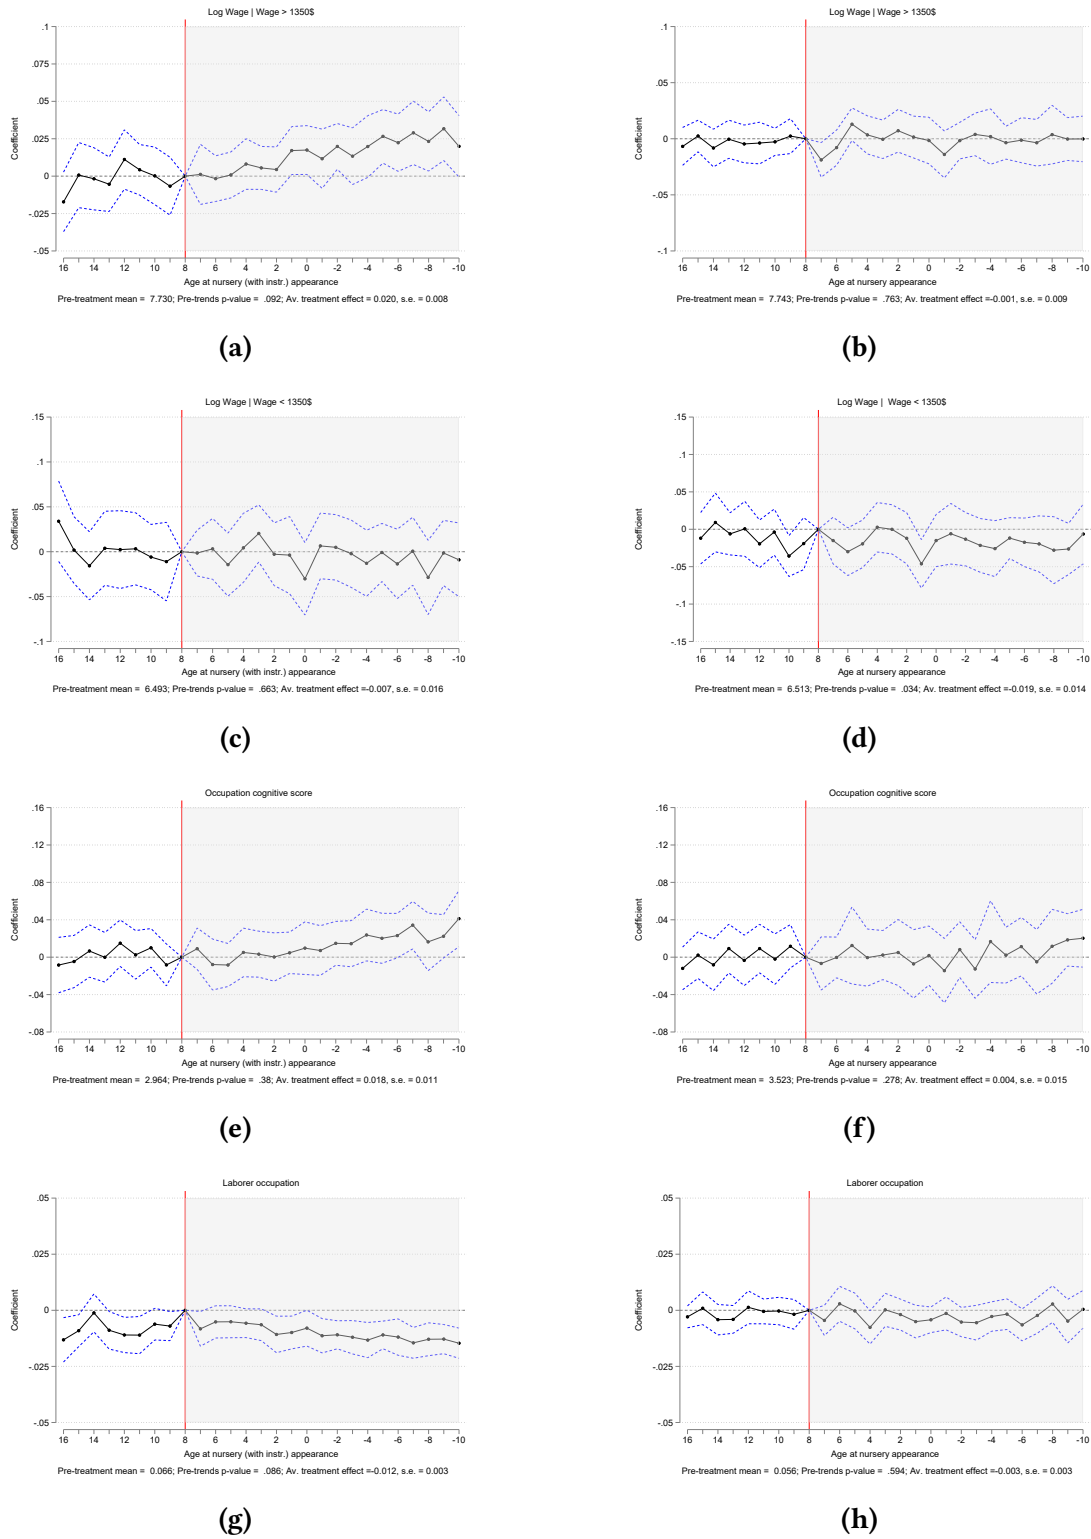 Log Wage | Wage > 1350$
.1
.075
.05
.025
0
-.025
-.05
Coefficient
16 14 12 10 8 6 4 2 0 -2 -4 -6 -8 -10
Age at nursery (with instr.) appearance
Pre-treatment mean = 7.730; Pre-trends p-value = .092; Av. treatment effect = 0.020, s.e. = 0.008
(a)
Log Wage | Wage > 1350$
.1
.05
0
-.05
-.1
Coefficient
16 14 12 10 8 6 4 2 0 -2 -4 -6 -8 -10
Age at nursery appearance
Pre-treatment mean = 7.743; Pre-trends p-value = .763; Av. treatment effect =-0.001, s.e. = 0.009
(b)
Log Wage | Wage < 1350$
.15
.1
.05
0
-.05
-.1
Coefficient
16 14 12 10 8 6 4 2 0 -2 -4 -6 -8 -10
Age at nursery (with instr.) appearance
Pre-treatment mean = 6.493; Pre-trends p-value = .663; Av. treatment effect =-0.007, s.e. = 0.016
(c)
Log Wage | Wage < 1350$
.15
.1
.05
0
-.05
-.1
-.15
Coefficient
16 14 12 10 8 6 4 2 0 -2 -4 -6 -8 -10
Age at nursery appearance
Pre-treatment mean = 6.513; Pre-trends p-value = .034; Av. treatment effect =-0.019, s.e. = 0.014
(d)
Occupation cognitive score
.16
.12
.08
.04
0
-.04
-.08
Coefficient
16 14 12 10 8 6 4 2 0 -2 -4 -6 -8 -10
Age at nursery (with instr.) appearance
Pre-treatment mean = 2.964; Pre-trends p-value = .38; Av. treatment effect = 0.018, s.e. = 0.011
(e)
Occupation cognitive score
.16
.12
.08
.04
0
-.04
-.08
Coefficient
16 14 12 10 8 6 4 2 0 -2 -4 -6 -8 -10
Age at nursery appearance
Pre-treatment mean = 3.523; Pre-trends p-value = .278; Av. treatment effect = 0.004, s.e. = 0.015
(f)
Laborer occupation
.05
.025
0
-.025
-.05
Coefficient
16 14 12 10 8 6 4 2 0 -2 -4 -6 -8 -10
Age at nursery (with instr.) appearance
Pre-treatment mean = 0.066; Pre-trends p-value = .086; Av. treatment effect =-0.012, s.e. = 0.003
(g)
Laborer occupation
.05
.025
0
-.025
-.05
Coefficient
16 14 12 10 8 6 4 2 0 -2 -4 -6 -8 -10
Age at nursery appearance
Pre-treatment mean = 0.056; Pre-trends p-value = .594; Av. treatment effect =-0.003, s.e. = 0.003
(h)